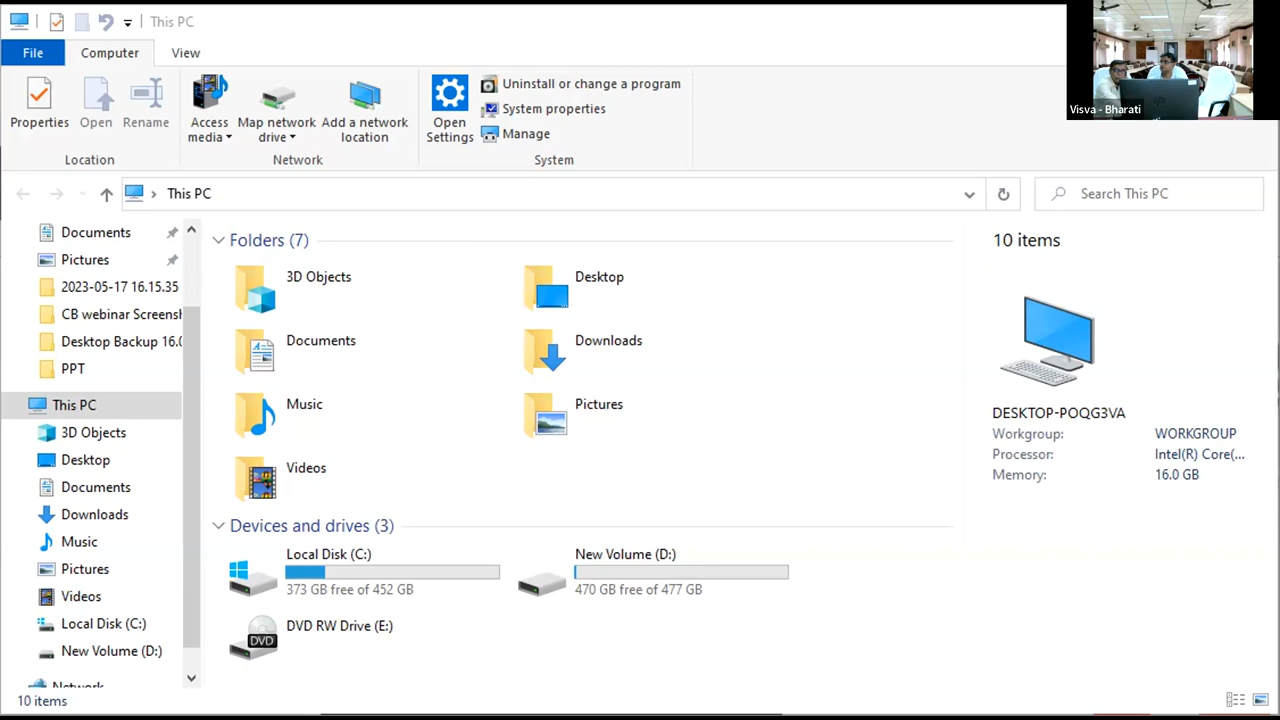 This PC
Visva - Bharati
File
Computer
View
Properties
Open
Rename
Access media
Map network drive
Add a network location
Open Settings
Uninstall or change a program
System properties
Manage
Location
Network
System
This PC
Search This PC
Documents
Pictures
2023-05-17 16.15.35
CB webinar Screensh
Desktop Backup 16.0
PPT
This PC
3D Objects
Desktop
Documents
Downloads
Music
Pictures
Videos
Local Disk (C:)
New Volume (D:)
Network
Folders (7)
3D Objects
Desktop
Documents
Downloads
Music
Pictures
Videos
Devices and drives (3)
Local Disk (C:)
373 GB free of 452 GB
New Volume (D:)
470 GB free of 477 GB
DVD
DVD RW Drive (E:)
10 items
DESKTOP-POQG3VA
Workgroup: WORKGROUP
Processor: Intel(R) Core(...
Memory: 16.0 GB
10 items